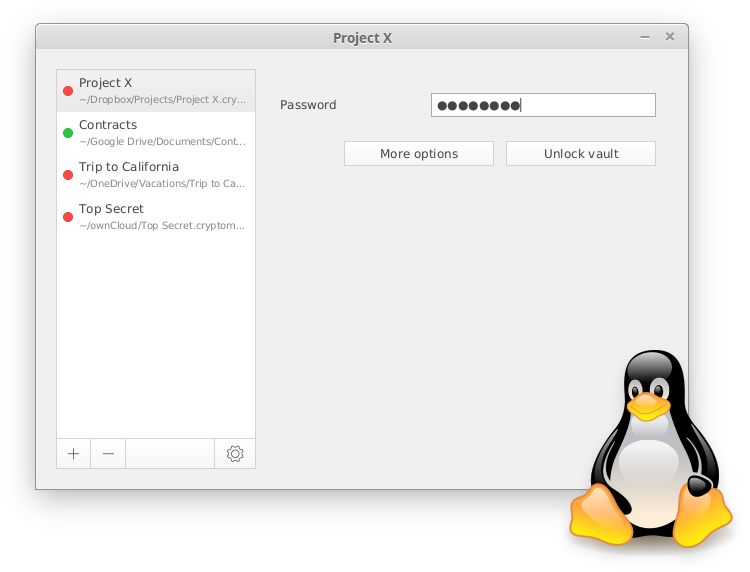 Project X
Project X
~/Dropbox/Projects/Project X.cry...
Contracts
~/Google Drive/Documents/Cont...
Trip to California
~/OneDrive/Vacations/Trip to Ca...
Top Secret
~/ownCloud/Top Secret.cryptom...
Password ●●●●●●●●
More options Unlock vault